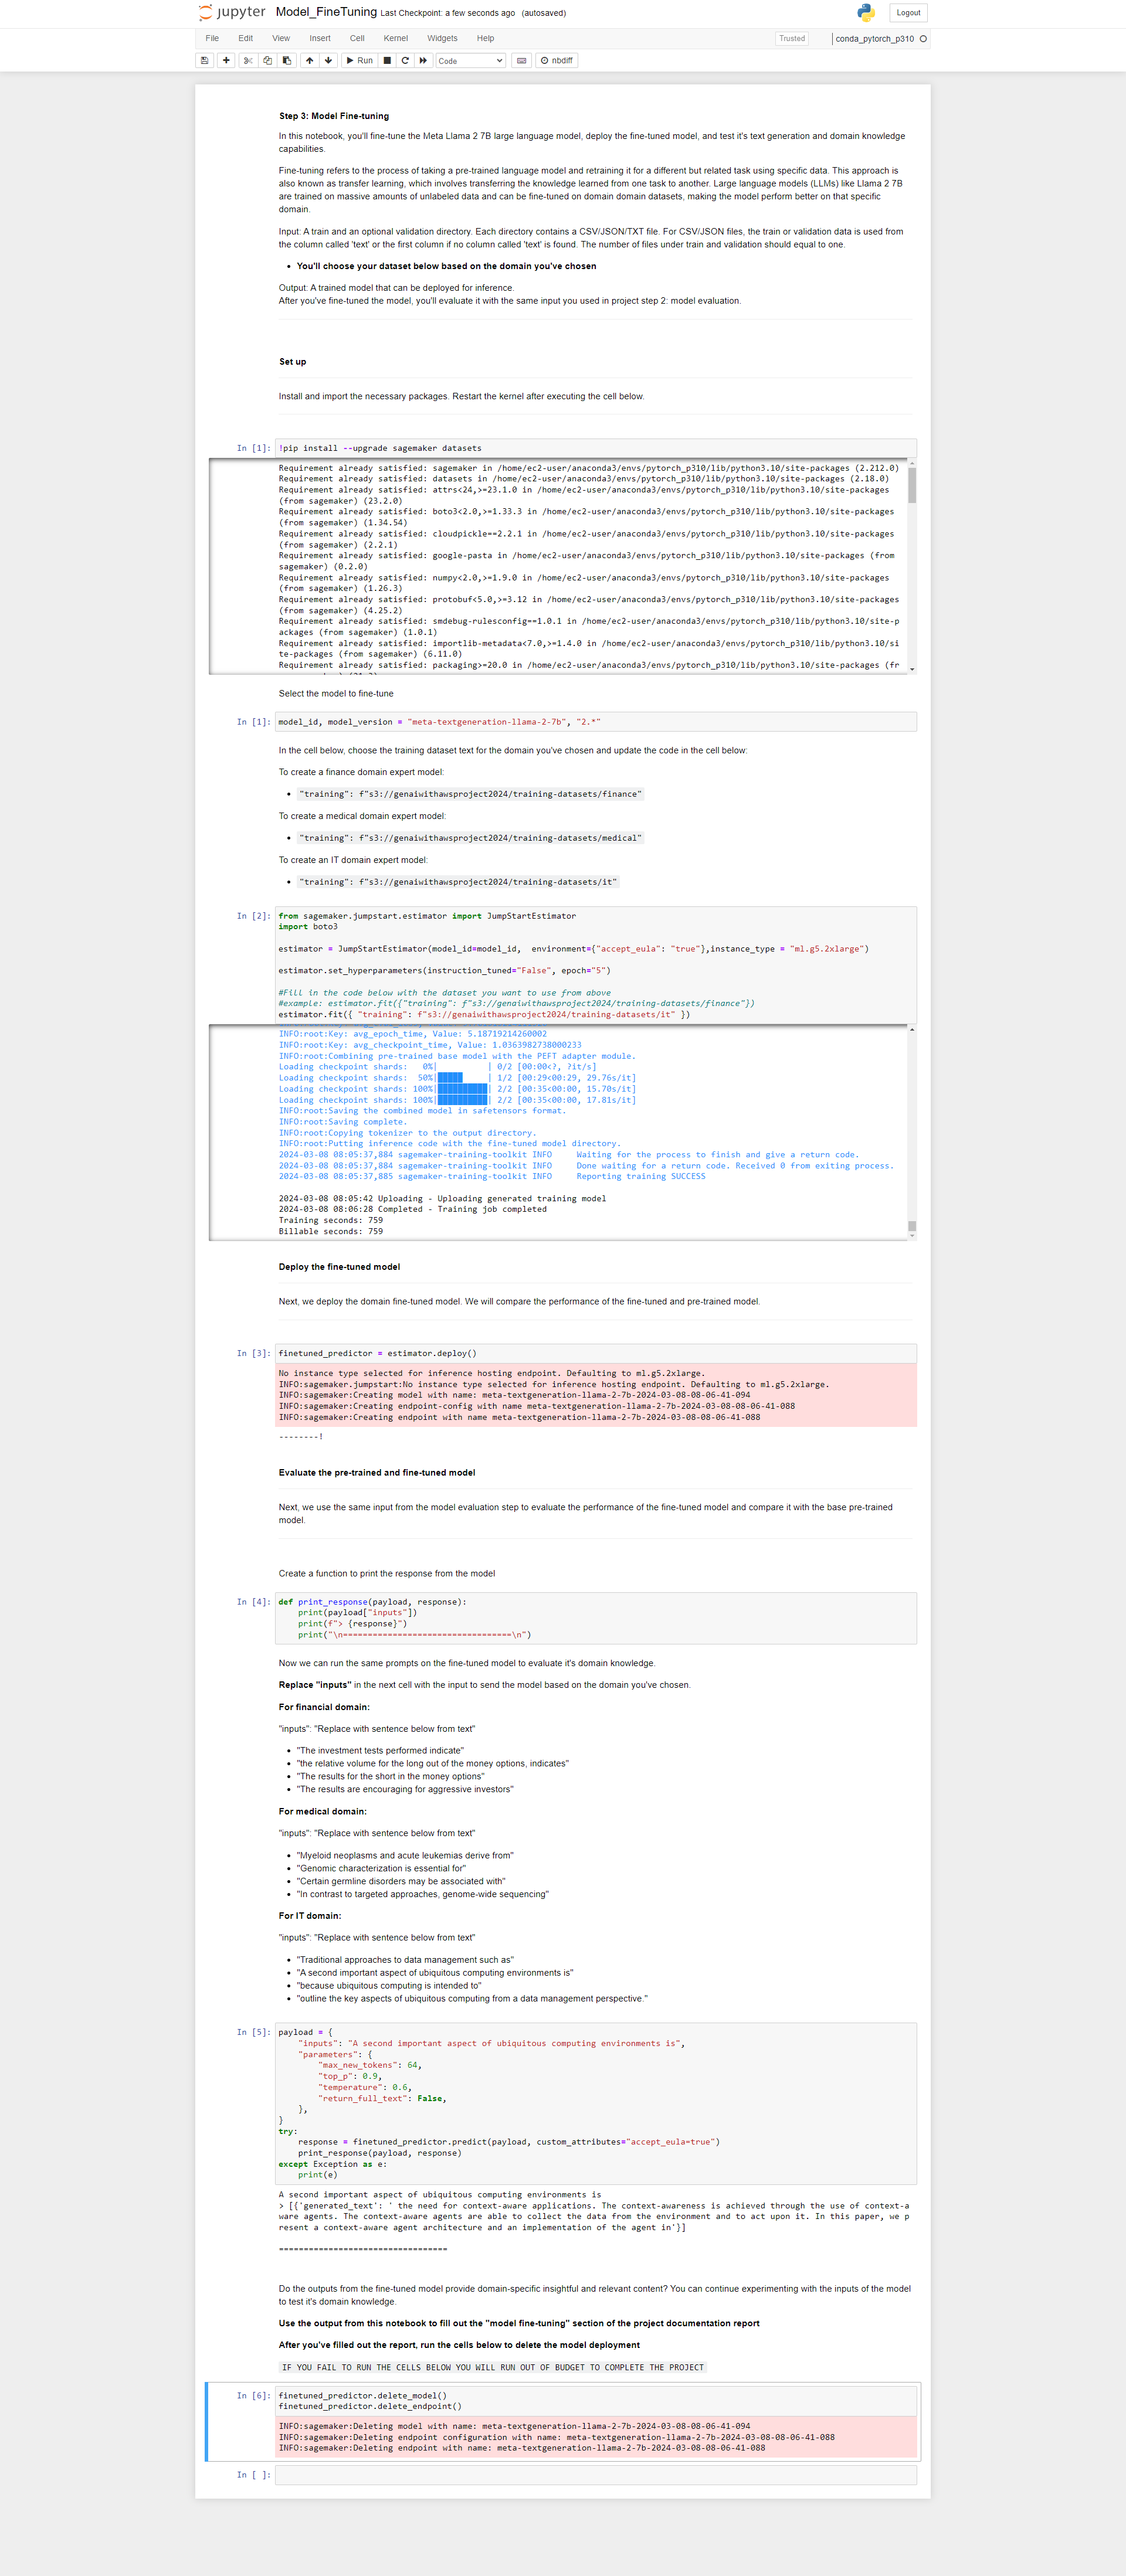 jupyter Model_FineTuning Last Checkpoint: a few seconds ago (autosaved)
Logout
File Edit View Insert Cell Kernel Widgets Help
Trusted
conda_pytorch_p310
Run
Code
nbdiff
Step 3: Model Fine-tuning
In this notebook, you'll fine-tune the Meta Llama 2 7B large language model, deploy the fine-tuned model, and test it's text generation and domain knowledge
capabilities.
Fine-tuning refers to the process of taking a pre-trained language model and retraining it for a different but related task using specific data. This approach is
also known as transfer learning, which involves transferring the knowledge learned from one task to another. Large language models (LLMs) like Llama 2 7B
are trained on massive amounts of unlabeled data and can be fine-tuned on domain domain datasets, making the model perform better on that specific
domain.
Input: A train and an optional validation directory. Each directory contains a CSV/JSON/TXT file. For CSV/JSON files, the train or validation data is used from
the column called 'text' or the first column if no column called 'text' is found. The number of files under train and validation should equal to one.
• You'll choose your dataset below based on the domain you've chosen
Output: A trained model that can be deployed for inference.
After you've fine-tuned the model, you'll evaluate it with the same input you used in project step 2: model evaluation.
Set up
Install and import the necessary packages. Restart the kernel after executing the cell below.
In [1]: !pip install --upgrade sagemaker datasets
Requirement already satisfied: sagemaker in /home/ec2-user/anaconda3/envs/pytorch_p310/lib/python3.10/site-packages (2.212.0)
Requirement already satisfied: datasets in /home/ec2-user/anaconda3/envs/pytorch_p310/lib/python3.10/site-packages (2.18.0)
Requirement already satisfied: attrs<24,>=23.1.0 in /home/ec2-user/anaconda3/envs/pytorch_p310/lib/python3.10/site-packages
(from sagemaker) (23.2.0)
Requirement already satisfied: boto3<2.0,>=1.33.3 in /home/ec2-user/anaconda3/envs/pytorch_p310/lib/python3.10/site-packages
(from sagemaker) (1.34.54)
Requirement already satisfied: cloudpickle==2.2.1 in /home/ec2-user/anaconda3/envs/pytorch_p310/lib/python3.10/site-packages
(from sagemaker) (2.2.1)
Requirement already satisfied: google-pasta in /home/ec2-user/anaconda3/envs/pytorch_p310/lib/python3.10/site-packages (from
sagemaker) (0.2.0)
Requirement already satisfied: numpy<2.0,>=1.9.0 in /home/ec2-user/anaconda3/envs/pytorch_p310/lib/python3.10/site-packages
(from sagemaker) (1.26.3)
Requirement already satisfied: protobuf<5.0,>=3.12 in /home/ec2-user/anaconda3/envs/pytorch_p310/lib/python3.10/site-packages
(from sagemaker) (4.25.2)
Requirement already satisfied: smdebug-rulesconfig==1.0.1 in /home/ec2-user/anaconda3/envs/pytorch_p310/lib/python3.10/site-p
ackages (from sagemaker) (1.0.1)
Requirement already satisfied: importlib-metadata<7.0,>=1.4.0 in /home/ec2-user/anaconda3/envs/pytorch_p310/lib/python3.10/si
te-packages (from sagemaker) (6.11.0)
Requirement already satisfied: packaging>=20.0 in /home/ec2-user/anaconda3/envs/pytorch_p310/lib/python3.10/site-packages (fr
Select the model to fine-tune
In [1]: model_id, model_version = "meta-textgeneration-llama-2-7b", "2.*"
In the cell below, choose the training dataset text for the domain you've chosen and update the code in the cell below:
To create a finance domain expert model:
• "training": f"s3://genaiwithawsproject2024/training-datasets/finance"
To create a medical domain expert model:
• "training": f"s3://genaiwithawsproject2024/training-datasets/medical"
To create an IT domain expert model:
• "training": f"s3://genaiwithawsproject2024/training-datasets/it"
In [2]: from sagemaker.jumpstart.estimator import JumpStartEstimator
import boto3
estimator = JumpStartEstimator(model_id=model_id,  environment={"accept_eula": "true"},instance_type = "ml.g5.2xlarge")
estimator.set_hyperparameters(instruction_tuned="False", epoch="5")
#Fill in the code below with the dataset you want to use from above
#example: estimator.fit({"training": f"s3://genaiwithawsproject2024/training-datasets/finance"})
estimator.fit({ "training": f"s3://genaiwithawsproject2024/training-datasets/it" })
INFO:root:Key: avg_epoch_time, Value: 5.18719214260002
INFO:root:Key: avg_checkpoint_time, Value: 1.0363982738000233
INFO:root:Combining pre-trained base model with the PEFT adapter module.
Loading checkpoint shards:   0%|          | 0/2 [00:00<?, ?it/s]
Loading checkpoint shards:  50%|█████     | 1/2 [00:29<00:29, 29.76s/it]
Loading checkpoint shards: 100%|██████████| 2/2 [00:35<00:00, 15.70s/it]
Loading checkpoint shards: 100%|██████████| 2/2 [00:35<00:00, 17.81s/it]
INFO:root:Saving the combined model in safetensors format.
INFO:root:Saving complete.
INFO:root:Copying tokenizer to the output directory.
INFO:root:Putting inference code with the fine-tuned model directory.
2024-03-08 08:05:37,884 sagemaker-training-toolkit INFO     Waiting for the process to finish and give a return code.
2024-03-08 08:05:37,884 sagemaker-training-toolkit INFO     Done waiting for a return code. Received 0 from exiting process.
2024-03-08 08:05:37,885 sagemaker-training-toolkit INFO     Reporting training SUCCESS
2024-03-08 08:05:42 Uploading - Uploading generated training model
2024-03-08 08:06:28 Completed - Training job completed
Training seconds: 759
Billable seconds: 759
Deploy the fine-tuned model
Next, we deploy the domain fine-tuned model. We will compare the performance of the fine-tuned and pre-trained model.
In [3]: finetuned_predictor = estimator.deploy()
No instance type selected for inference hosting endpoint. Defaulting to ml.g5.2xlarge.
INFO:sagemaker.jumpstart:No instance type selected for inference hosting endpoint. Defaulting to ml.g5.2xlarge.
INFO:sagemaker:Creating model with name: meta-textgeneration-llama-2-7b-2024-03-08-08-06-41-094
INFO:sagemaker:Creating endpoint-config with name meta-textgeneration-llama-2-7b-2024-03-08-08-06-41-088
INFO:sagemaker:Creating endpoint with name meta-textgeneration-llama-2-7b-2024-03-08-08-06-41-088
--------!
Evaluate the pre-trained and fine-tuned model
Next, we use the same input from the model evaluation step to evaluate the performance of the fine-tuned model and compare it with the base pre-trained
model.
Create a function to print the response from the model
In [4]: def print_response(payload, response):
print(payload["inputs"])
print(f"> {response}")
print("\n==================================\n")
Now we can run the same prompts on the fine-tuned model to evaluate it's domain knowledge.
Replace "inputs" in the next cell with the input to send the model based on the domain you've chosen.
For financial domain:
"inputs": "Replace with sentence below from text"
• "The investment tests performed indicate"
• "the relative volume for the long out of the money options, indicates"
• "The results for the short in the money options"
• "The results are encouraging for aggressive investors"
For medical domain:
"inputs": "Replace with sentence below from text"
• "Myeloid neoplasms and acute leukemias derive from"
• "Genomic characterization is essential for"
• "Certain germline disorders may be associated with"
• "In contrast to targeted approaches, genome-wide sequencing"
For IT domain:
"inputs": "Replace with sentence below from text"
• "Traditional approaches to data management such as"
• "A second important aspect of ubiquitous computing environments is"
• "because ubiquitous computing is intended to"
• "outline the key aspects of ubiquitous computing from a data management perspective."
In [5]: payload = {
"inputs": "A second important aspect of ubiquitous computing environments is",
"parameters": {
"max_new_tokens": 64,
"top_p": 0.9,
"temperature": 0.6,
"return_full_text": False,
},
}
try:
response = finetuned_predictor.predict(payload, custom_attributes="accept_eula=true")
print_response(payload, response)
except Exception as e:
print(e)
A second important aspect of ubiquitous computing environments is
> [{'generated_text': ' the need for context-aware applications. The context-awareness is achieved through the use of context-a
ware agents. The context-aware agents are able to collect the data from the environment and to act upon it. In this paper, we p
resent a context-aware agent architecture and an implementation of the agent in'}]
==================================
Do the outputs from the fine-tuned model provide domain-specific insightful and relevant content? You can continue experimenting with the inputs of the model
to test it's domain knowledge.
Use the output from this notebook to fill out the "model fine-tuning" section of the project documentation report
After you've filled out the report, run the cells below to delete the model deployment
IF YOU FAIL TO RUN THE CELLS BELOW YOU WILL RUN OUT OF BUDGET TO COMPLETE THE PROJECT
In [6]: finetuned_predictor.delete_model()
finetuned_predictor.delete_endpoint()
INFO:sagemaker:Deleting model with name: meta-textgeneration-llama-2-7b-2024-03-08-08-06-41-094
INFO:sagemaker:Deleting endpoint configuration with name: meta-textgeneration-llama-2-7b-2024-03-08-08-06-41-088
INFO:sagemaker:Deleting endpoint with name: meta-textgeneration-llama-2-7b-2024-03-08-08-06-41-088
In [ ]: